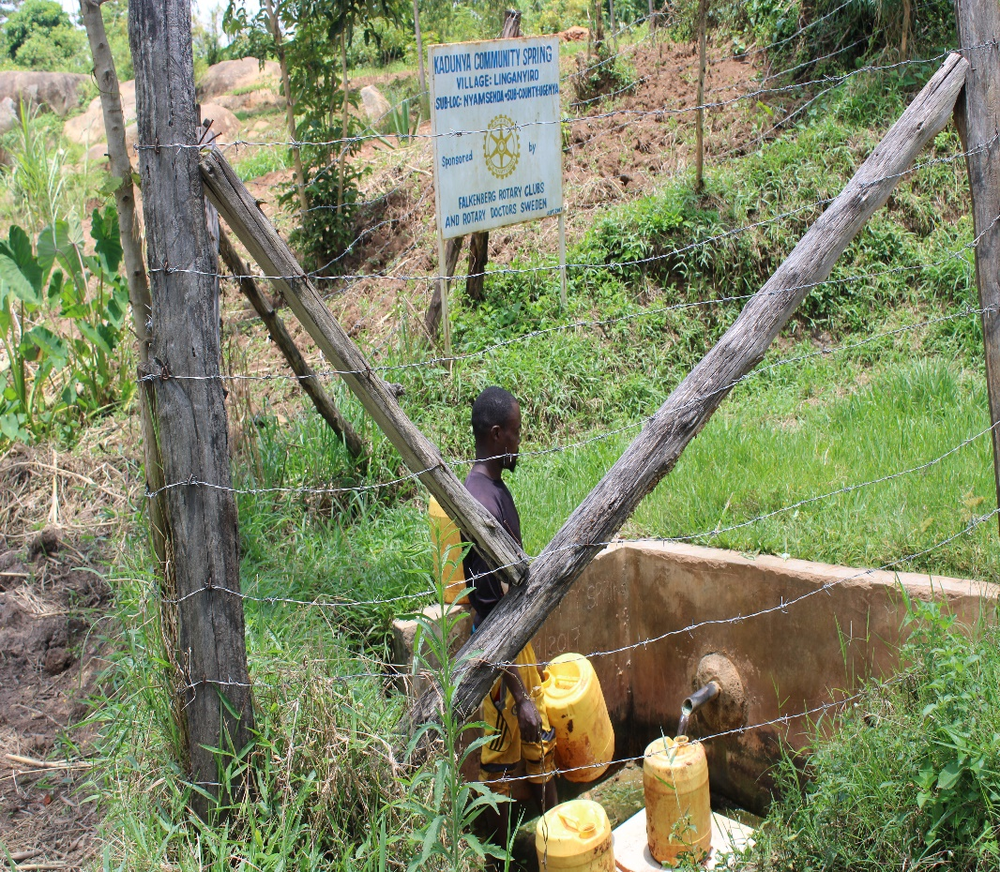 KADUNYA COMMUNITY SPRING
VILLAGE: LINGANYIRO
SUB-LOC: NYAMSENDA SUB-COUNTY: UGENYA
Sponsored by
FALKENBERG ROTARY CLUBS
AND ROTARY DOCTORS SWEDEN
2017